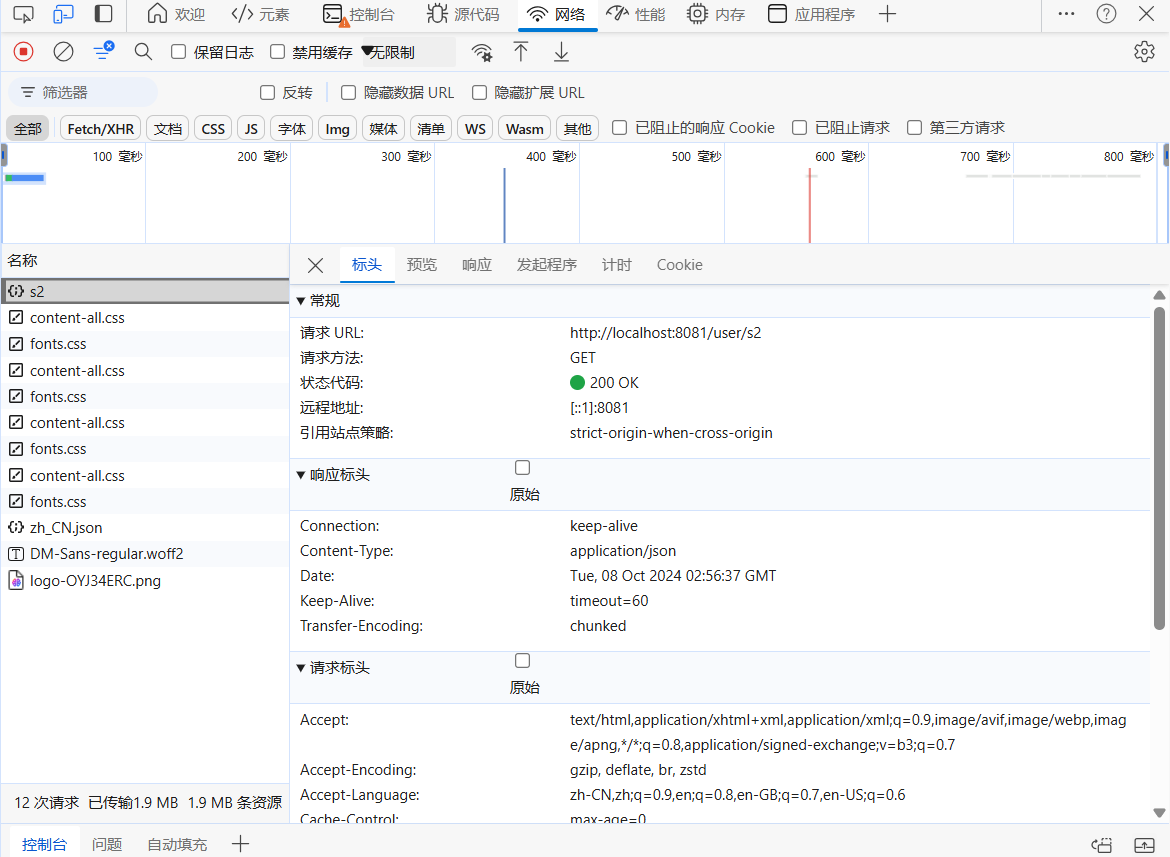 欢迎 元素 控制台 源代码 网络 性能 内存 应用程序
保留日志 禁用缓存 无限制
筛选器 反转 隐藏数据 URL 隐藏扩展 URL
全部 Fetch/XHR 文档 CSS JS 字体 Img 媒体 清单 WS Wasm 其他 已阻止的响应 Cookie 已阻止请求 第三方请求
100 毫秒 200 毫秒 300 毫秒 400 毫秒 500 毫秒 600 毫秒 700 毫秒 800 毫秒
名称
s2
content-all.css
fonts.css
content-all.css
fonts.css
content-all.css
fonts.css
content-all.css
fonts.css
zh_CN.json
DM-Sans-regular.woff2
logo-OYJ34ERC.png
12 次请求 已传输1.9 MB 1.9 MB 条资源
标头 预览 响应 发起程序 计时 Cookie
常规
请求 URL: http://localhost:8081/user/s2
请求方法: GET
状态代码: 200 OK
远程地址: [::1]:8081
引用站点策略: strict-origin-when-cross-origin
响应标头
原始
Connection: keep-alive
Content-Type: application/json
Date: Tue, 08 Oct 2024 02:56:37 GMT
Keep-Alive: timeout=60
Transfer-Encoding: chunked
请求标头
原始
Accept: text/html,application/xhtml+xml,application/xml;q=0.9,image/avif,image/webp,imag
e/apng,*/*;q=0.8,application/signed-exchange;v=b3;q=0.7
Accept-Encoding: gzip, deflate, br, zstd
Accept-Language: zh-CN,zh;q=0.9,en;q=0.8,en-GB;q=0.7,en-US;q=0.6
Cache-Control: max-age=0
控制台 问题 自动填充